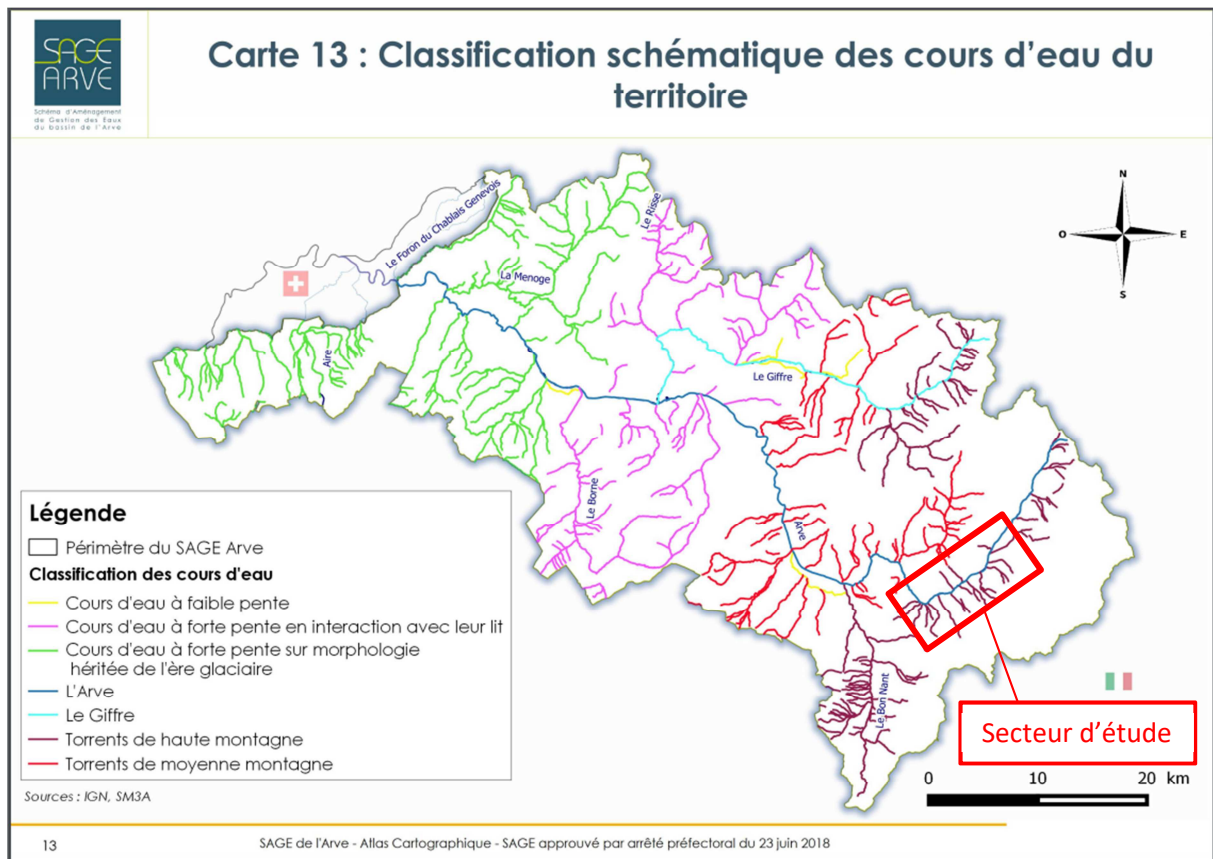 SAGE
ARVE
Schéma d'Aménagement
de Gestion des Eaux
du bassin de l'Arve
Carte 13 : Classification schématique des cours d'eau du
territoire
N
O
E
S
Le Foron du Chablais Genevois
Le Risse
La Menoge
Aire
Le Giffre
Le Borne
Arve
Le Bon Nant
Légende
Périmètre du SAGE Arve
Classification des cours d'eau
Cours d'eau à faible pente
Cours d'eau à forte pente en interaction avec leur lit
Cours d'eau à forte pente sur morphologie
héritée de l'ère glaciaire
L'Arve
Le Giffre
Torrents de haute montagne
Torrents de moyenne montagne
Secteur d'étude
0 10 20 km
Sources : IGN, SM3A
13
SAGE de l'Arve - Atlas Cartographique - SAGE approuvé par arrêté préfectoral du 23 juin 2018